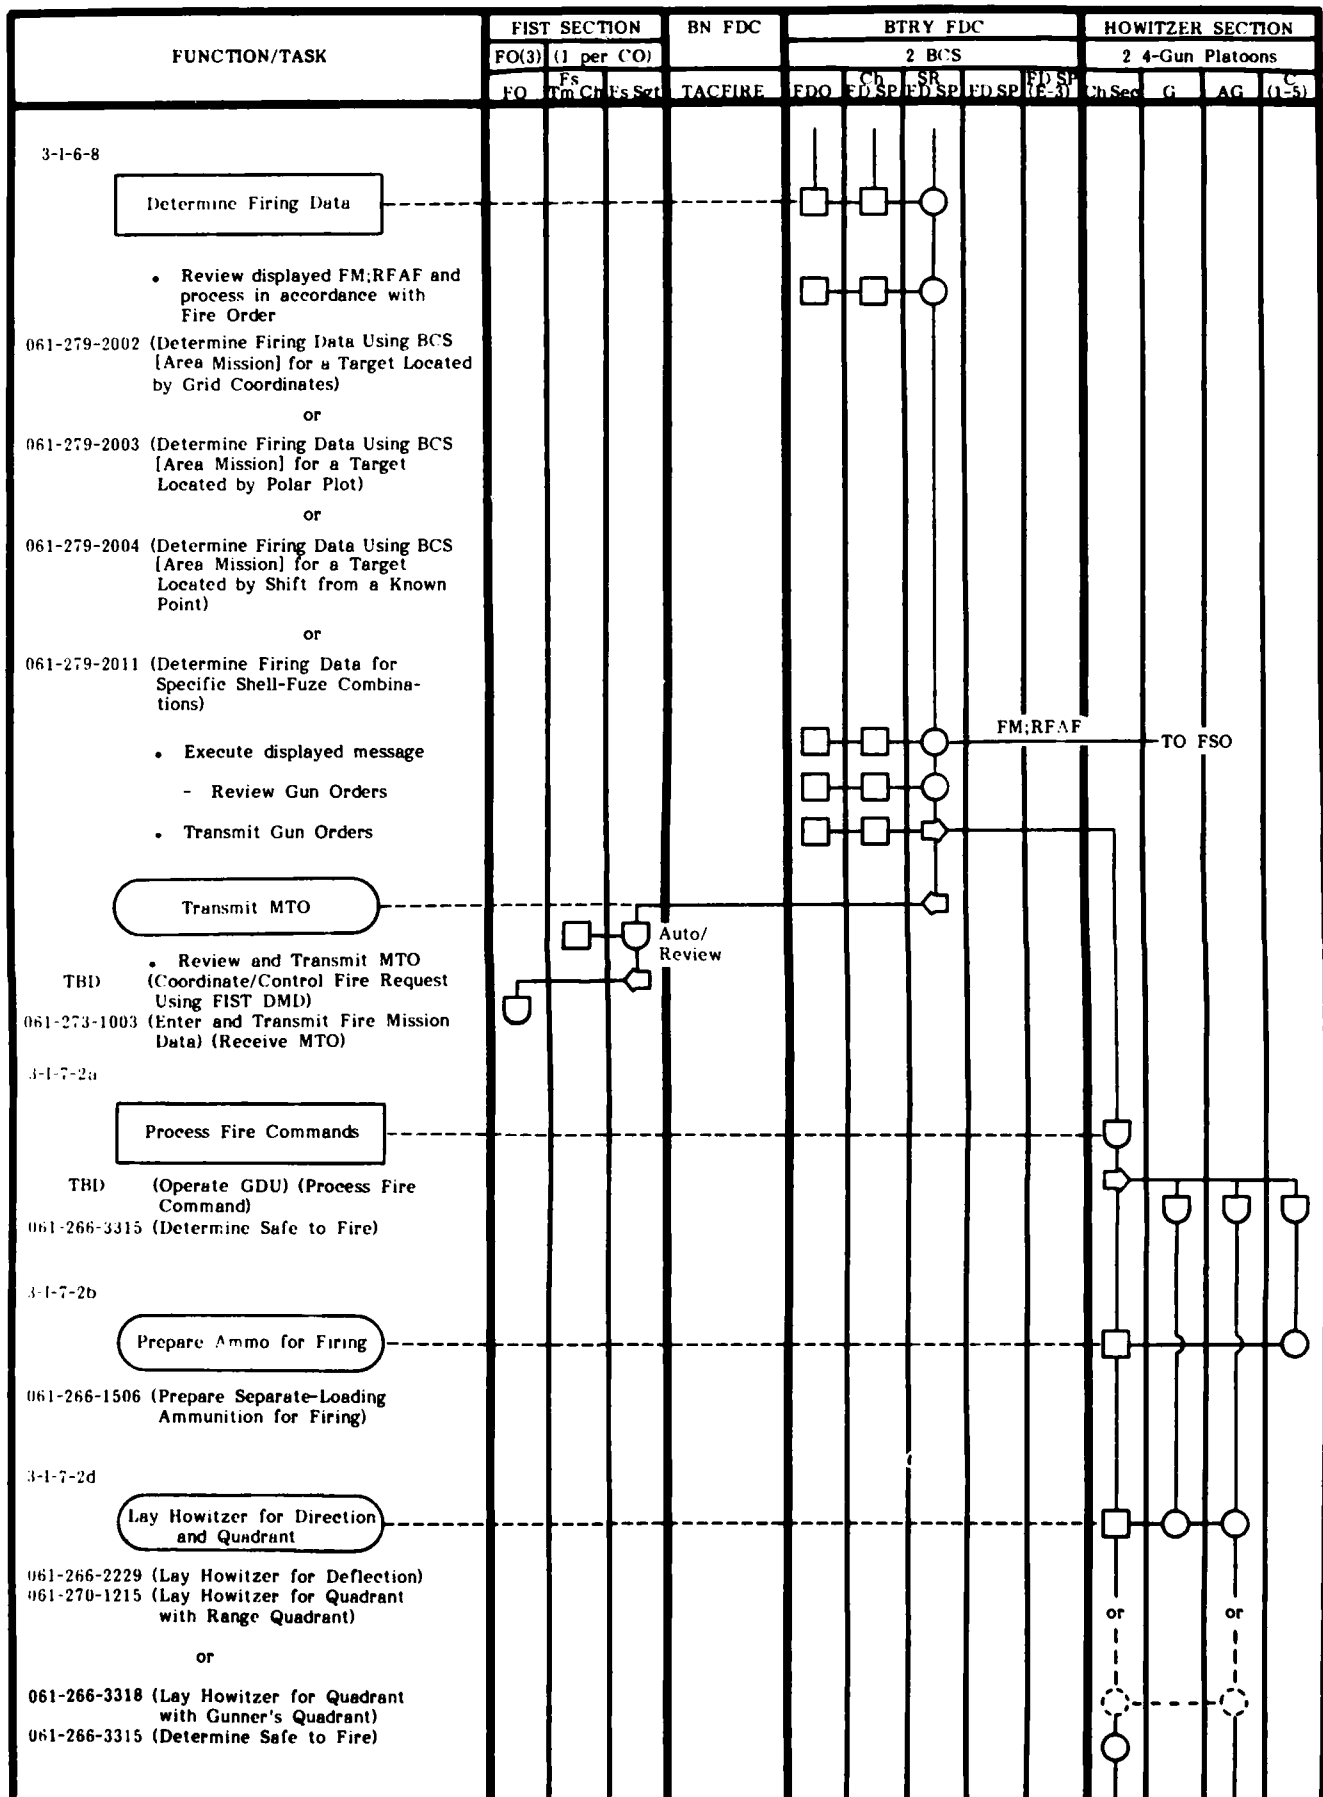 FUNCTION/TASK
FIST SECTION
BN FDC
BTRY FDC
HOWITZER SECTION
FO(3) (1 per CO)
2 BCS
2 4-Gun Platoons
FO
Fs Tm Ch
Fs Sgt
TACFIRE
FDO
Ch FD SP
SR FD SP
FD SP
FD SP (E-3)
Ch Sec
G
AG
C (1-5)
3-1-6-8
Determine Firing Data
• Review displayed FM;RFAF and
process in accordance with
Fire Order
061-279-2002 (Determine Firing Data Using BCS
[Area Mission] for a Target Located
by Grid Coordinates)
or
061-279-2003 (Determine Firing Data Using BCS
[Area Mission] for a Target
Located by Polar Plot)
or
061-279-2004 (Determine Firing Data Using BCS
[Area Mission] for a Target
Located by Shift from a Known
Point)
or
061-279-2011 (Determine Firing Data for
Specific Shell-Fuze Combina-
tions)
FM;RFAF
• Execute displayed message
TO FSO
- Review Gun Orders
• Transmit Gun Orders
Transmit MTO
Auto/
Review
• Review and Transmit MTO
TBD (Coordinate/Control Fire Request
Using FIST DMD)
061-273-1003 (Enter and Transmit Fire Mission
Data) (Receive MTO)
3-1-7-2a
Process Fire Commands
TBD (Operate GDU) (Process Fire
Command)
061-266-3315 (Determine Safe to Fire)
3-1-7-2b
Prepare Ammo for Firing
061-266-1506 (Prepare Separate-Loading
Ammunition for Firing)
3-1-7-2d
Lay Howitzer for Direction
and Quadrant
061-266-2229 (Lay Howitzer for Deflection)
061-270-1215 (Lay Howitzer for Quadrant
with Range Quadrant)
or
or
or
061-266-3318 (Lay Howitzer for Quadrant
with Gunner's Quadrant)
061-266-3315 (Determine Safe to Fire)